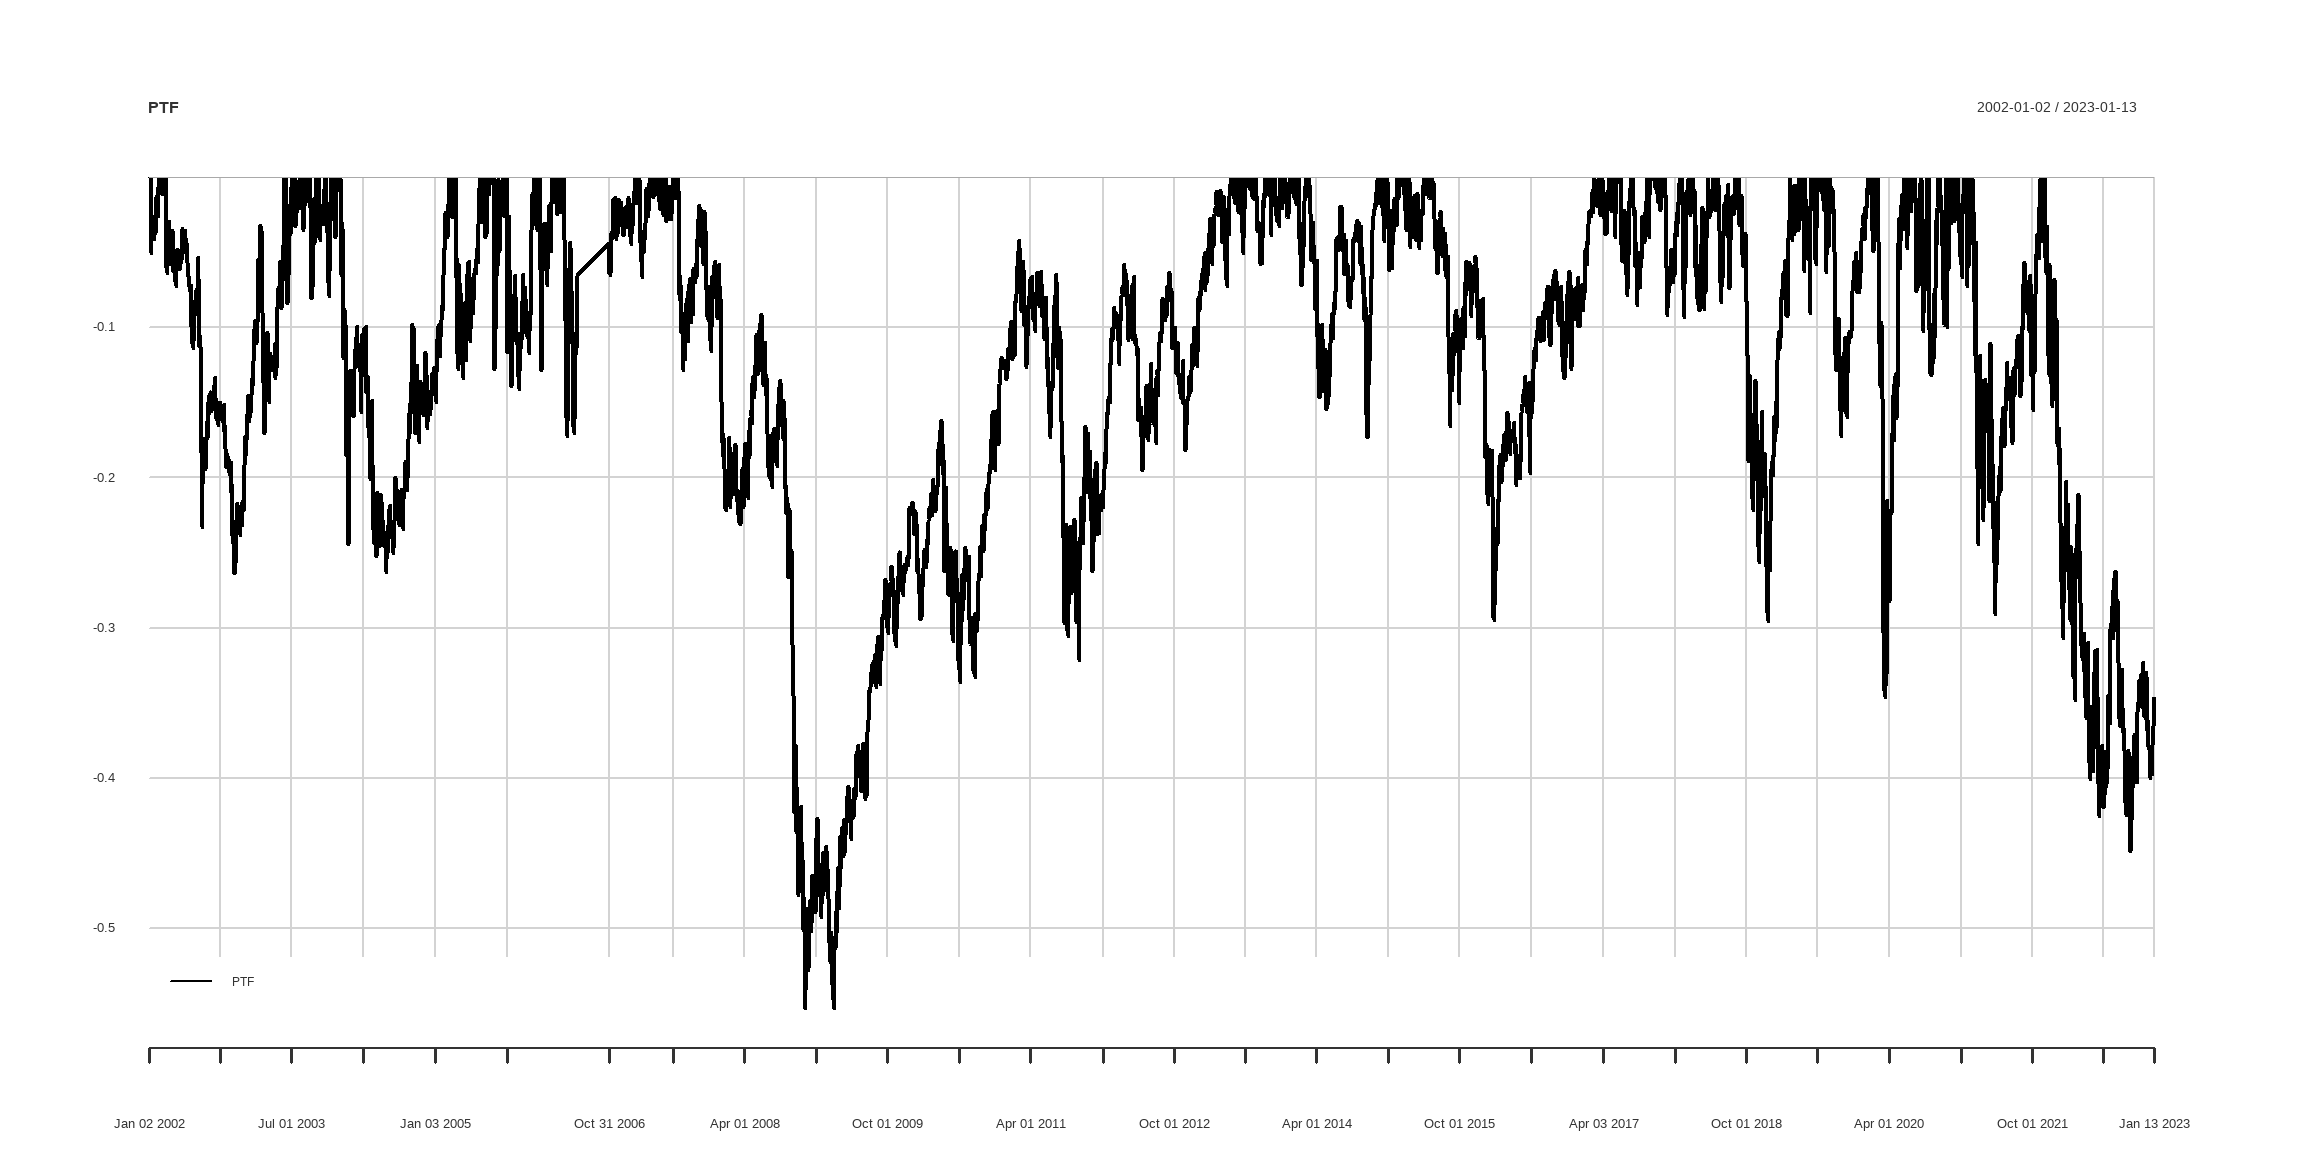 PTF
2002-01-02 / 2023-01-13
-0.1
-0.2
-0.3
-0.4
-0.5
PTF
Jan 02 2002 Jul 01 2003 Jan 03 2005 Oct 31 2006 Apr 01 2008 Oct 01 2009 Apr 01 2011 Oct 01 2012 Apr 01 2014 Oct 01 2015 Apr 03 2017 Oct 01 2018 Apr 01 2020 Oct 01 2021 Jan 13 2023